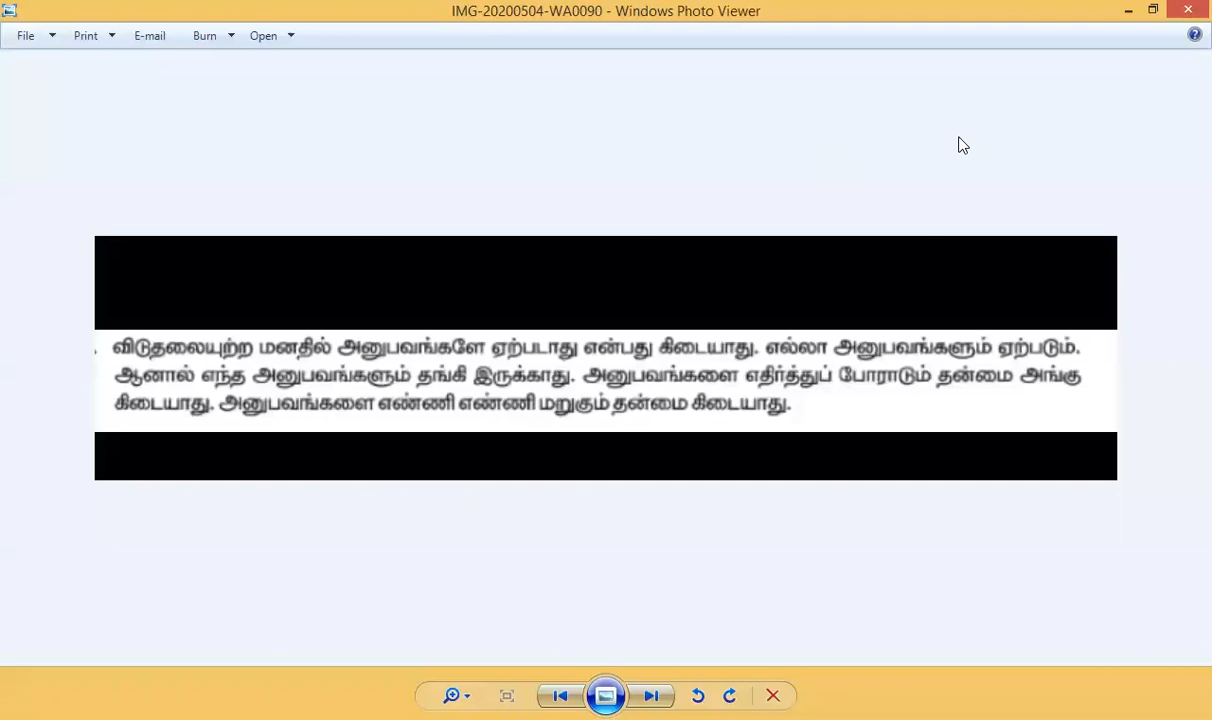 IMG-20200504-WA0090 - Windows Photo Viewer
File Print E-mail Burn Open
. விடுதலையுற்ற மனதில் அனுபவங்களே ஏற்படாது என்பது கிடையாது. எல்லா அனுபவங்களும் ஏற்படும்.
ஆனால் எந்த அனுபவங்களும் தங்கி இருக்காது. அனுபவங்களை எதிர்த்துப் போராடும் தன்மை அங்கு
கிடையாது. அனுபவங்களை எண்ணி எண்ணி மறுகும் தன்மை கிடையாது.